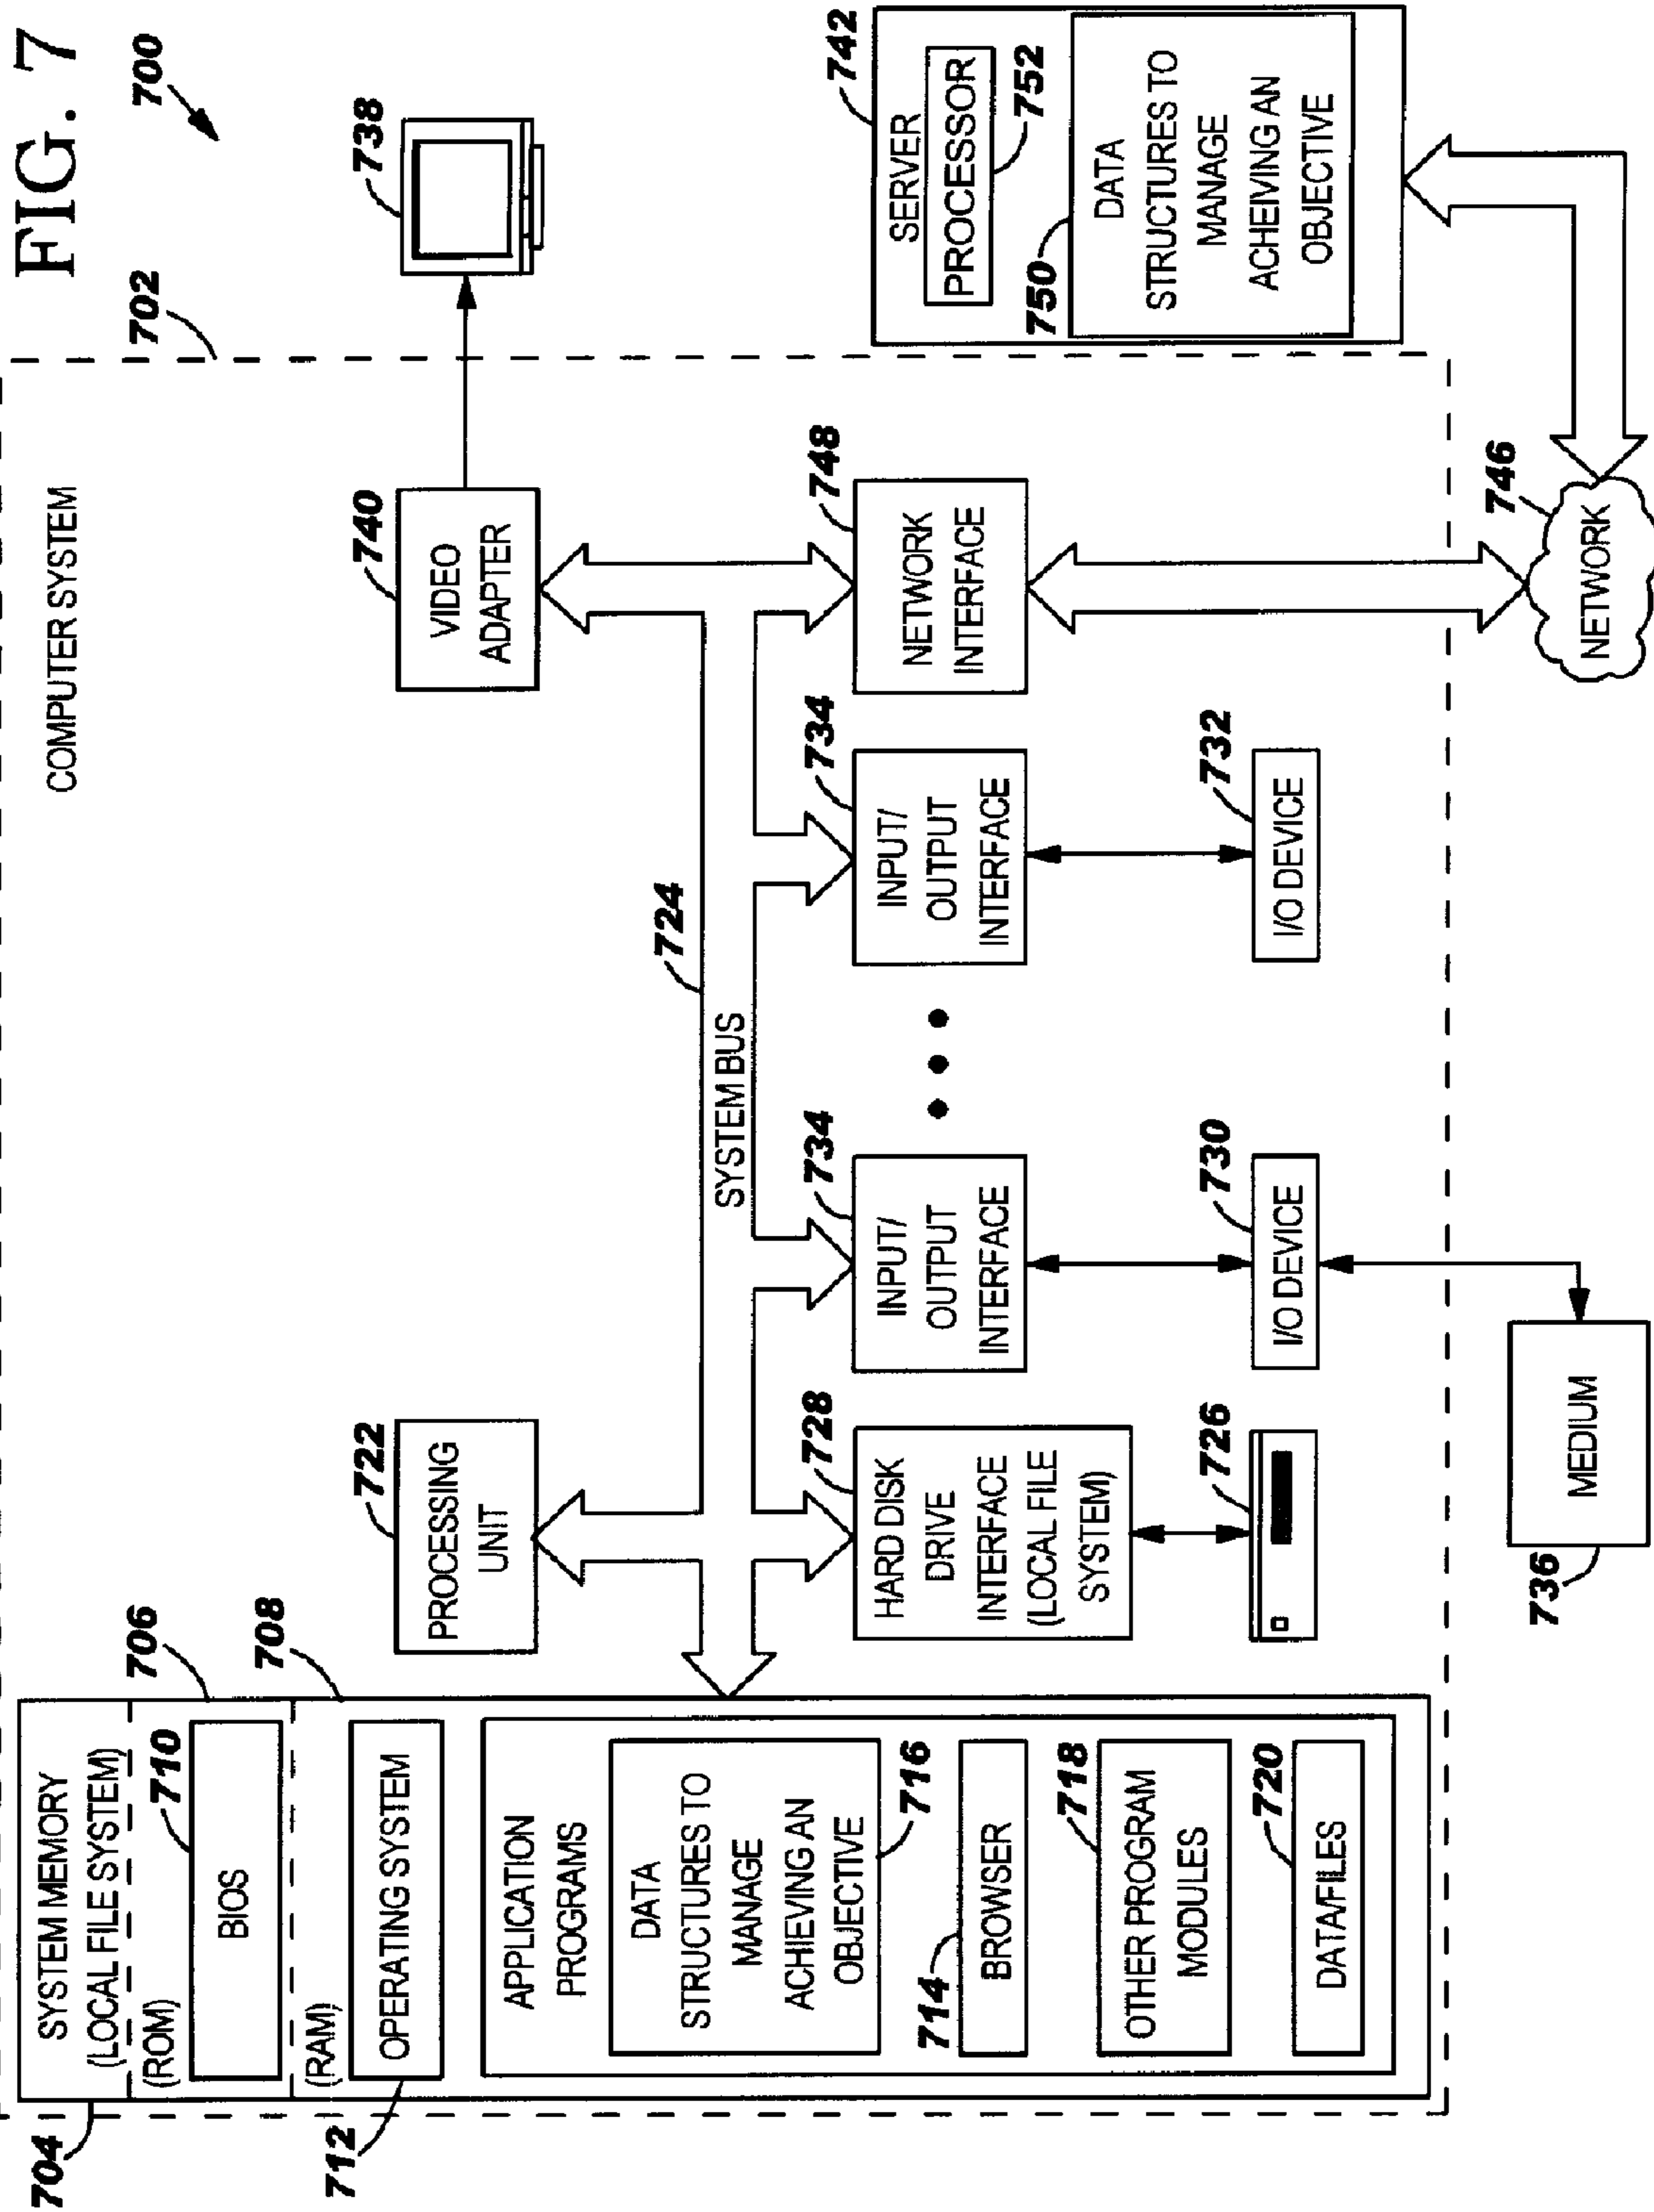 FIG. 7
700
702
COMPUTER SYSTEM
704
SYSTEM MEMORY
(LOCAL FILE SYSTEM)
706
(ROM)
710
BIOS
708
(RAM)
712
OPERATING SYSTEM
APPLICATION
PROGRAMS
DATA
STRUCTURES TO
MANAGE
ACHIEVING AN
OBJECTIVE
716
714
BROWSER
718
OTHER PROGRAM
MODULES
720
DATA/FILES
722
PROCESSING
UNIT
724
SYSTEM BUS
740
VIDEO
ADAPTER
738
728
HARD DISK
DRIVE
INTERFACE
(LOCAL FILE
SYSTEM)
726
734
INPUT/
OUTPUT
INTERFACE
730
I/O DEVICE
736
MEDIUM
734
INPUT/
OUTPUT
INTERFACE
732
I/O DEVICE
748
NETWORK
INTERFACE
746
NETWORK
742
SERVER
PROCESSOR
752
750
DATA
STRUCTURES TO
MANAGE
ACHEIVING AN
OBJECTIVE